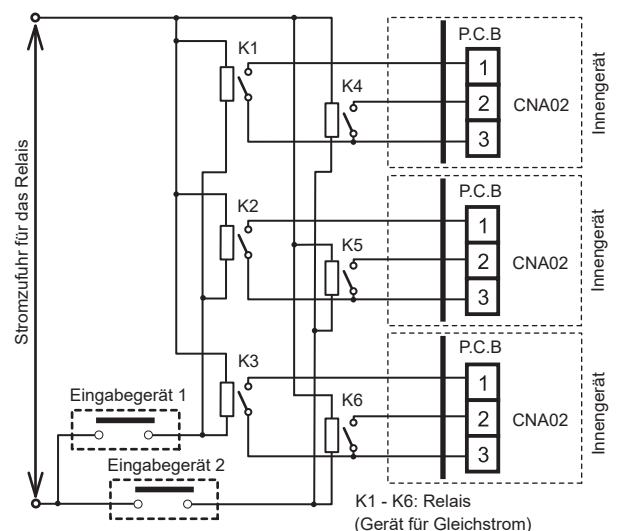 Stromzufuhr für das Relais
K1
K4
P.C.B
1
2
3
CNA02
Innengerät
K2
K5
P.C.B
1
2
3
CNA02
Innengerät
K3
K6
P.C.B
1
2
3
CNA02
Innengerät
Eingabegerät 1
Eingabegerät 2
K1 - K6: Relais
(Gerät für Gleichstrom)